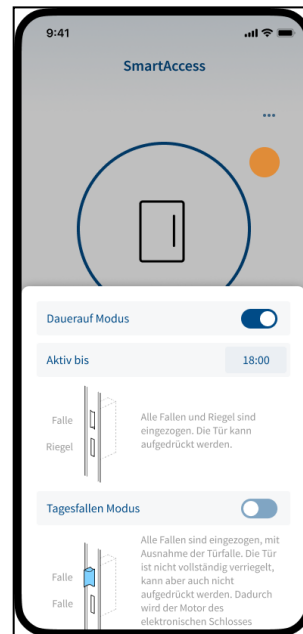 9:41
SmartAccess
...
Dauerauf Modus
Aktiv bis 18:00
Falle
Riegel
Alle Fallen und Riegel sind
eingezogen. Die Tür kann
aufgedrückt werden.
Tagesfallen Modus
Falle
Falle
Alle Fallen sind eingezogen, mit
Ausnahme der Türfalle. Die Tür
ist nicht vollständig verriegelt,
kann aber auch nicht
aufgedrückt werden. Dadurch
wird der Motor des
elektronischen Schlosses